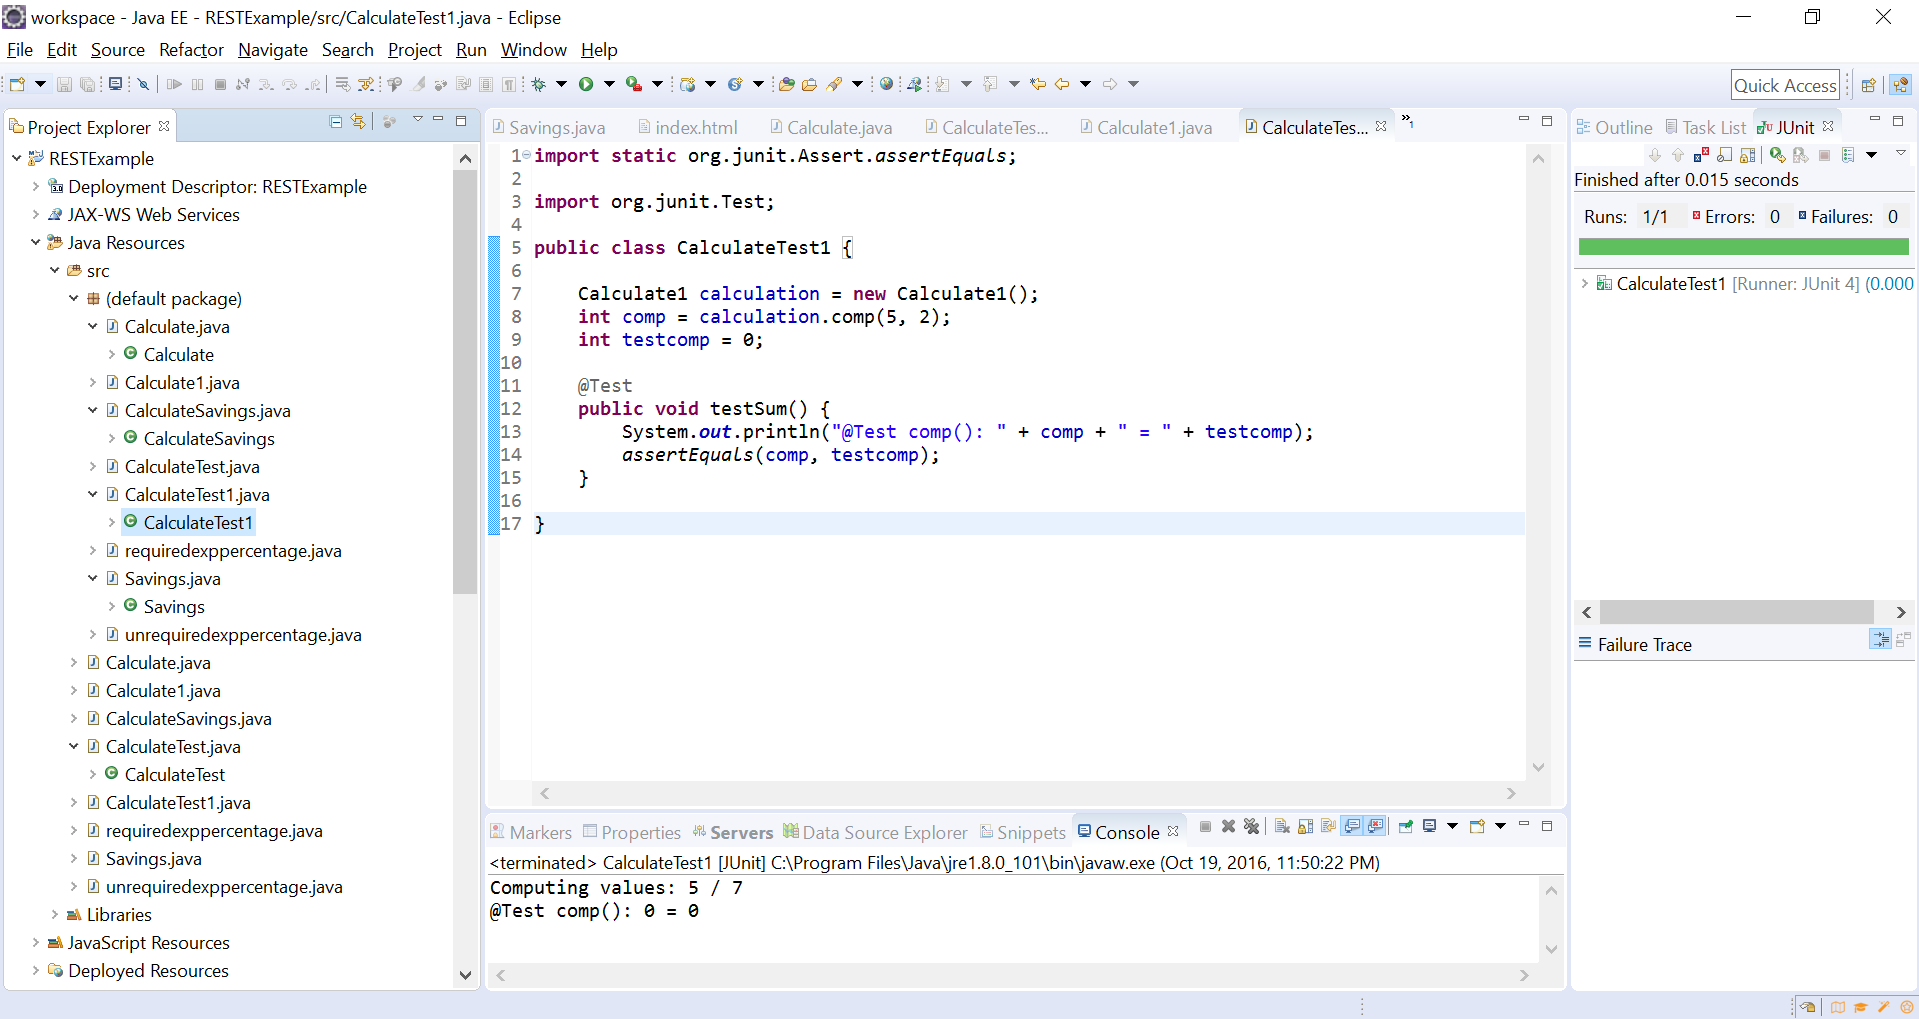 workspace - Java EE - RESTExample/src/CalculateTest1.java - Eclipse
File Edit Source Refactor Navigate Search Project Run Window Help
Quick Access
Project Explorer
RESTExample
Deployment Descriptor: RESTExample
JAX-WS Web Services
Java Resources
src
(default package)
Calculate.java
Calculate
Calculate1.java
CalculateSavings.java
CalculateSavings
CalculateTest.java
CalculateTest1.java
CalculateTest1
requiredexppercentage.java
Savings.java
Savings
unrequiredexppercentage.java
Calculate.java
Calculate1.java
CalculateSavings.java
CalculateTest.java
CalculateTest
CalculateTest1.java
requiredexppercentage.java
Savings.java
unrequiredexppercentage.java
Libraries
JavaScript Resources
Deployed Resources
Savings.java index.html Calculate.java CalculateTes... Calculate1.java CalculateTes... »1
1 import static org.junit.Assert.assertEquals;
2
3 import org.junit.Test;
4
5 public class CalculateTest1 {
6
7 Calculate1 calculation = new Calculate1();
8 int comp = calculation.comp(5, 2);
9 int testcomp = 0;
10
11 @Test
12 public void testSum() {
13 System.out.println("@Test comp(): " + comp + " = " + testcomp);
14 assertEquals(comp, testcomp);
15 }
16
17 }
Markers Properties Servers Data Source Explorer Snippets Console
<terminated> CalculateTest1 [JUnit] C:\Program Files\Java\jre1.8.0_101\bin\javaw.exe (Oct 19, 2016, 11:50:22 PM)
Computing values: 5 / 7
@Test comp(): 0 = 0
Outline Task List JUnit
Finished after 0.015 seconds
Runs: 1/1 Errors: 0 Failures: 0
CalculateTest1 [Runner: JUnit 4] (0.000
Failure Trace